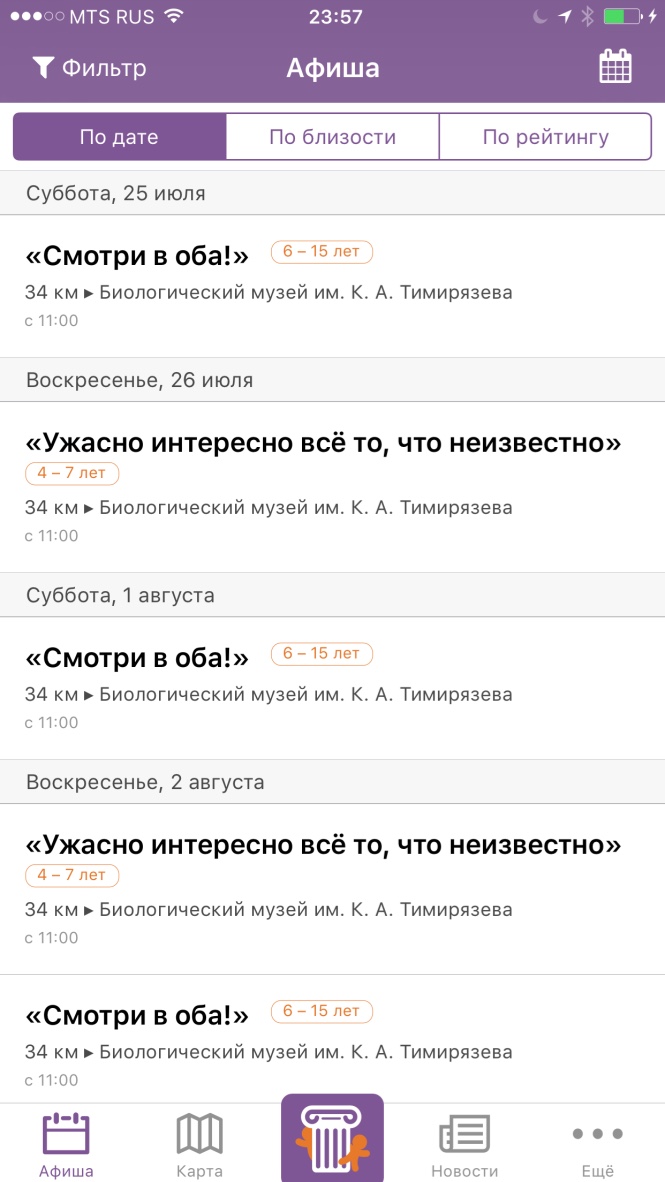 MTS RUS 23:57
Фильтр Афиша
По дате По близости По рейтингу
Суббота, 25 июля
«Смотри в оба!» 6 – 15 лет
34 км ▸ Биологический музей им. К. А. Тимирязева
с 11:00
Воскресенье, 26 июля
«Ужасно интересно всё то, что неизвестно»
4 – 7 лет
34 км ▸ Биологический музей им. К. А. Тимирязева
с 11:00
Суббота, 1 августа
«Смотри в оба!» 6 – 15 лет
34 км ▸ Биологический музей им. К. А. Тимирязева
с 11:00
Воскресенье, 2 августа
«Ужасно интересно всё то, что неизвестно»
4 – 7 лет
34 км ▸ Биологический музей им. К. А. Тимирязева
с 11:00
«Смотри в оба!» 6 – 15 лет
34 км ▸ Биологический музей им. К. А. Тимирязева
с 11:00
Афиша Карта Новости Ещё